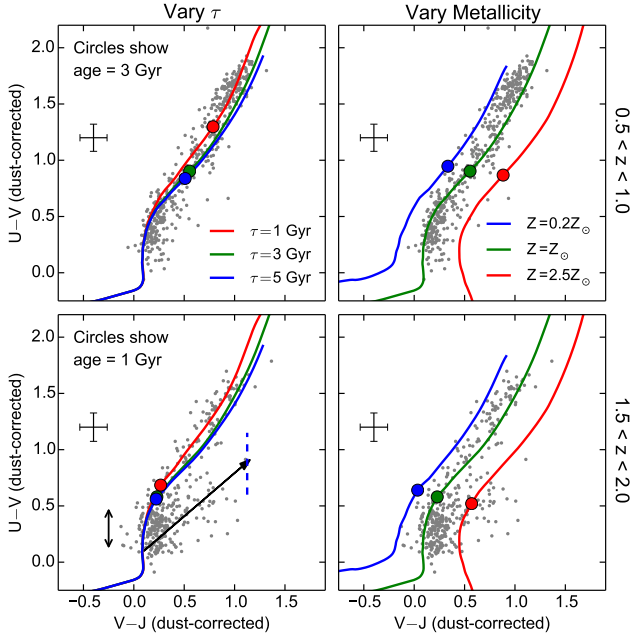 Vary τ
Vary Metallicity
2.0
1.5
1.0
0.5
0.0
U−V (dust-corrected)
Circles show
age = 3 Gyr
τ=1 Gyr
τ=3 Gyr
τ=5 Gyr
Z=0.2Z☉
Z=Z☉
Z=2.5Z☉
0.5 < z < 1.0
2.0
1.5
1.0
0.5
0.0
U−V (dust-corrected)
Circles show
age = 1 Gyr
1.5 < z < 2.0
−0.5 0.0 0.5 1.0 1.5
−0.5 0.0 0.5 1.0 1.5
V−J (dust-corrected)
V−J (dust-corrected)